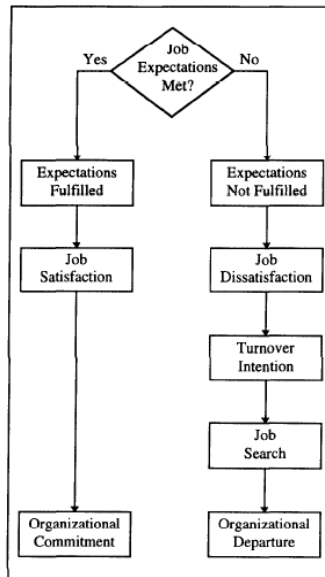 Job
Expectations
Met?
Yes
No
Expectations
Fulfilled
Expectations
Not Fulfilled
Job
Satisfaction
Job
Dissatisfaction
Turnover
Intention
Job
Search
Organizational
Commitment
Organizational
Departure